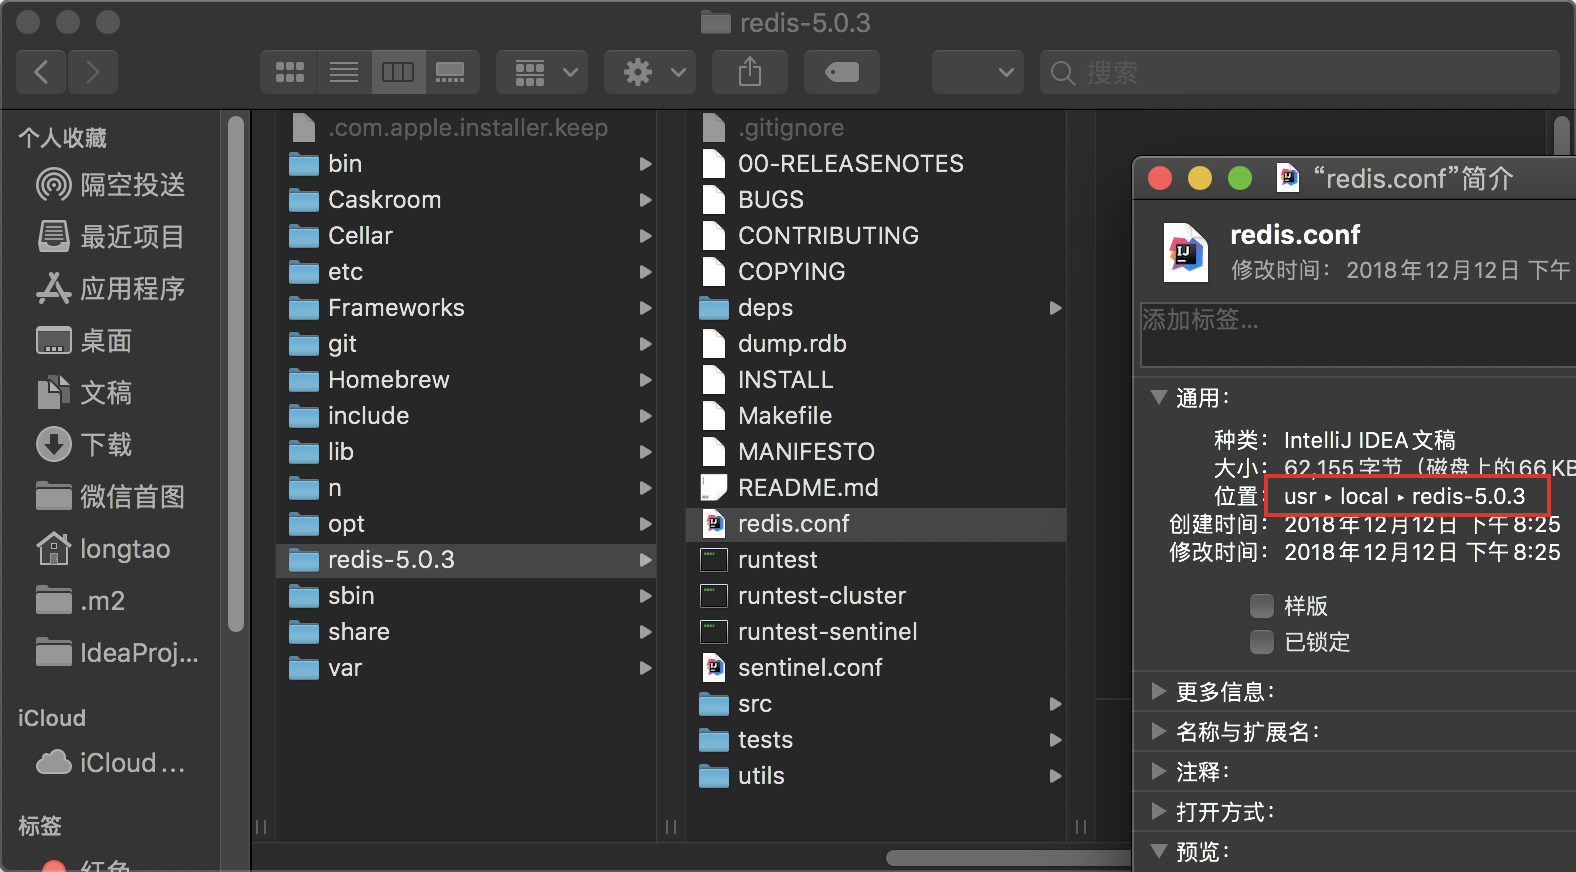 redis-5.0.3
搜索
个人收藏
隔空投送
最近项目
应用程序
桌面
文稿
下载
微信首图
longtao
.m2
IdeaProj...
iCloud
iCloud ...
标签
红色
.com.apple.installer.keep
bin
Caskroom
Cellar
etc
Frameworks
git
Homebrew
include
lib
n
opt
redis-5.0.3
sbin
share
var
.gitignore
00-RELEASENOTES
BUGS
CONTRIBUTING
COPYING
deps
dump.rdb
INSTALL
Makefile
MANIFESTO
README.md
redis.conf
runtest
runtest-cluster
runtest-sentinel
sentinel.conf
src
tests
utils
“redis.conf”简介
IJ
redis.conf
修改时间：2018年12月12日 下午
添加标签...
通用：
种类：IntelliJ IDEA文稿
大小：62,155 字节（磁盘上的66 KB
位置：usr ▸ local ▸ redis-5.0.3
创建时间：2018年12月12日 下午8:25
修改时间：2018年12月12日 下午8:25
样版
已锁定
更多信息：
名称与扩展名：
注释：
打开方式：
预览：